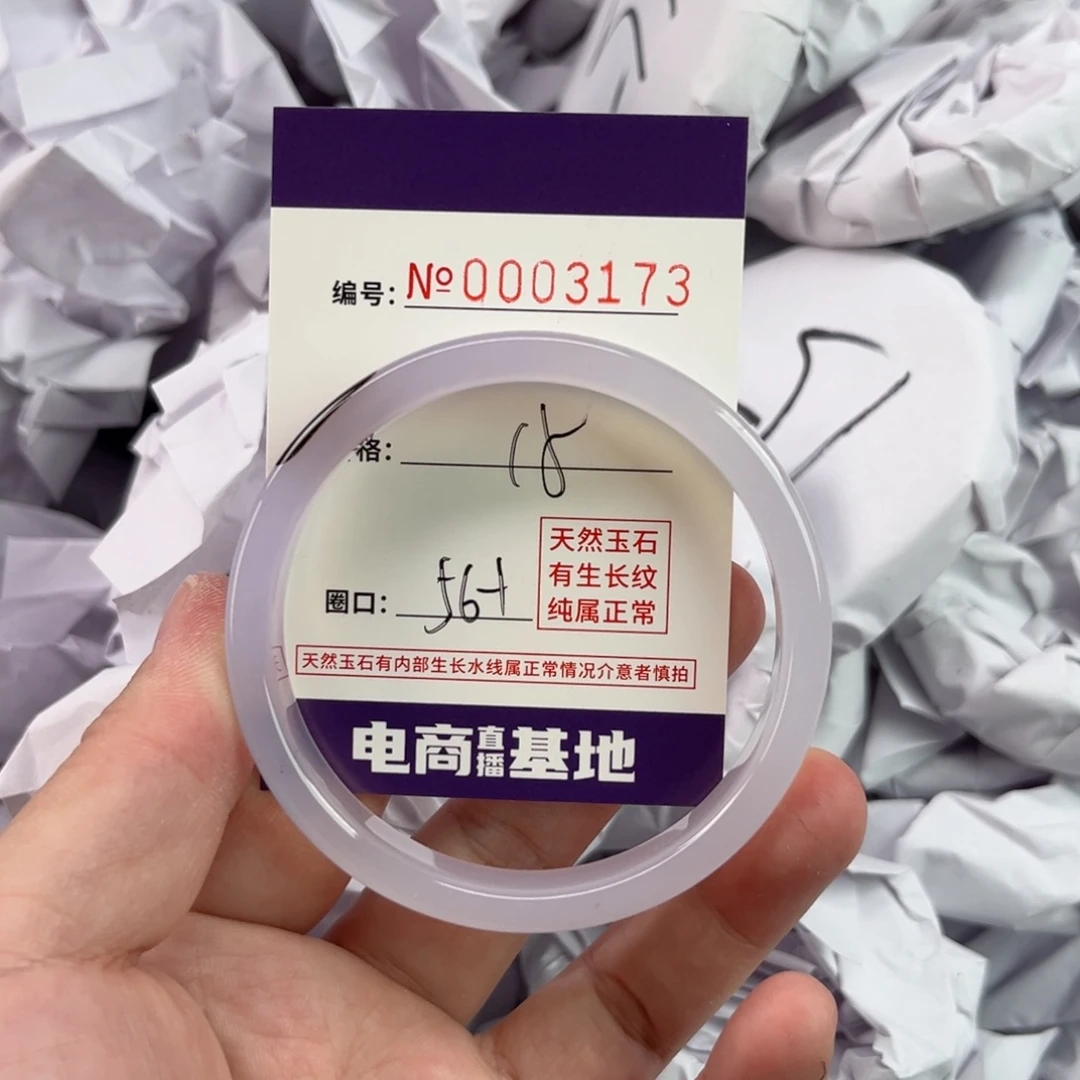 编号: №0003173
格: 18
天然玉石
有生长纹
纯属正常
圈口: 56+
天然玉石有内部生长水线属正常情况介意者慎拍
电商直播基地